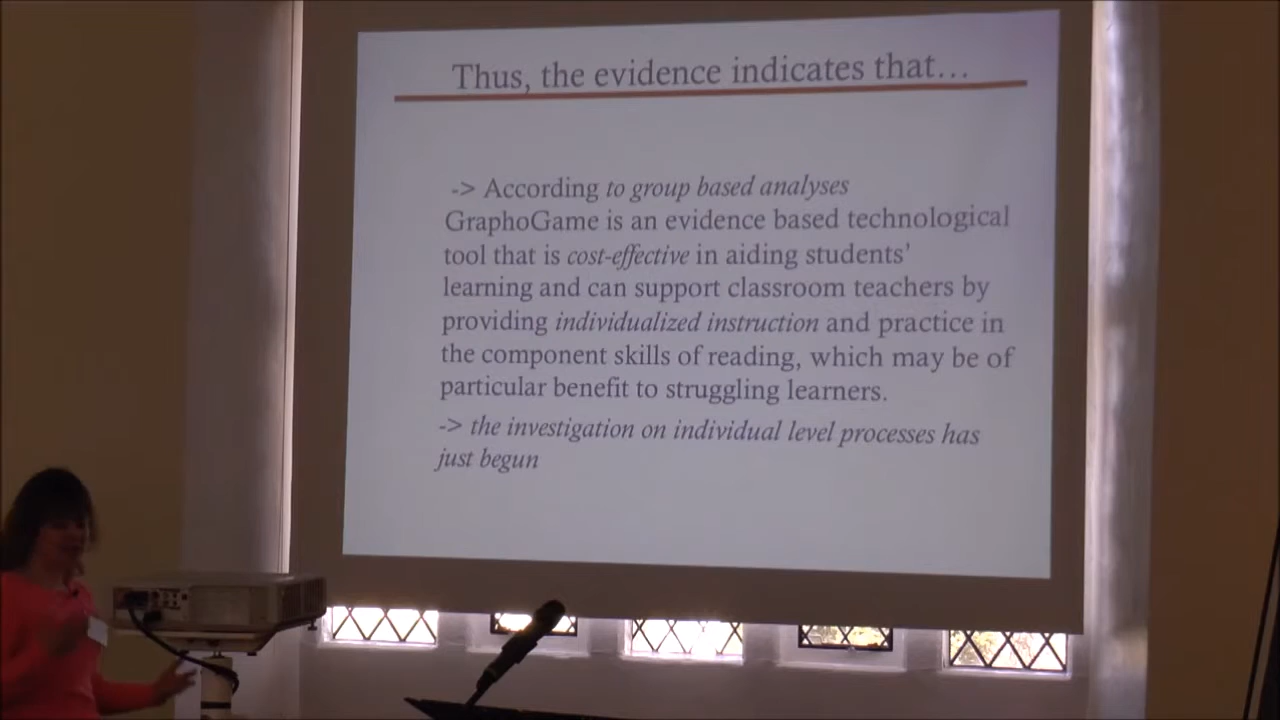 Thus, the evidence indicates that…
-> According to group based analyses
GraphoGame is an evidence based technological
tool that is cost-effective in aiding students'
learning and can support classroom teachers by
providing individualized instruction and practice in
the component skills of reading, which may be of
particular benefit to struggling learners.
-> the investigation on individual level processes has
just begun